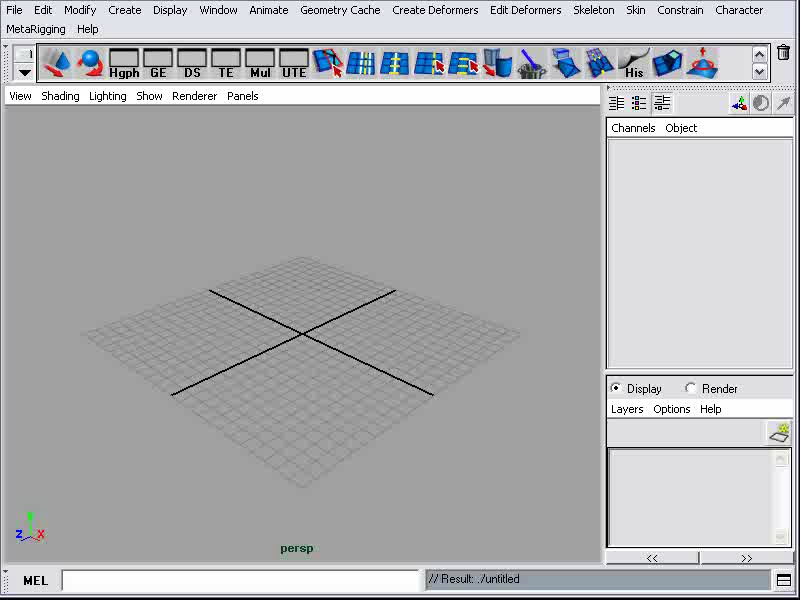 File Edit Modify Create Display Window Animate Geometry Cache Create Deformers Edit Deformers Skeleton Skin Constrain Character
MetaRigging Help
Hgph GE DS TE Mul UTE His
View Shading Lighting Show Renderer Panels
Channels Object
Display Render
Layers Options Help
z y x
persp
<< >>
MEL // Result: ./untitled